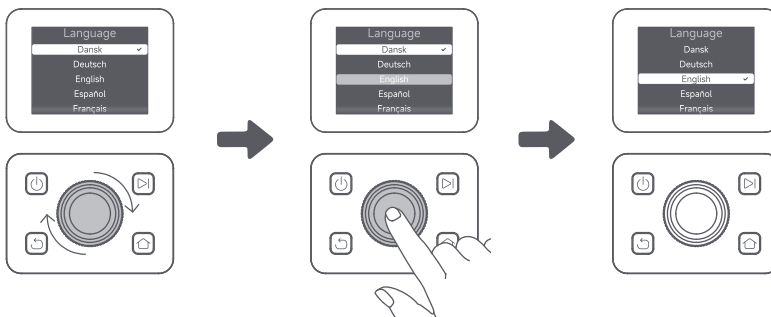 Language
Dansk
Deutsch
English
Español
Français
Language
Dansk
Deutsch
English
Español
Français
Language
Dansk
Deutsch
English
Español
Français